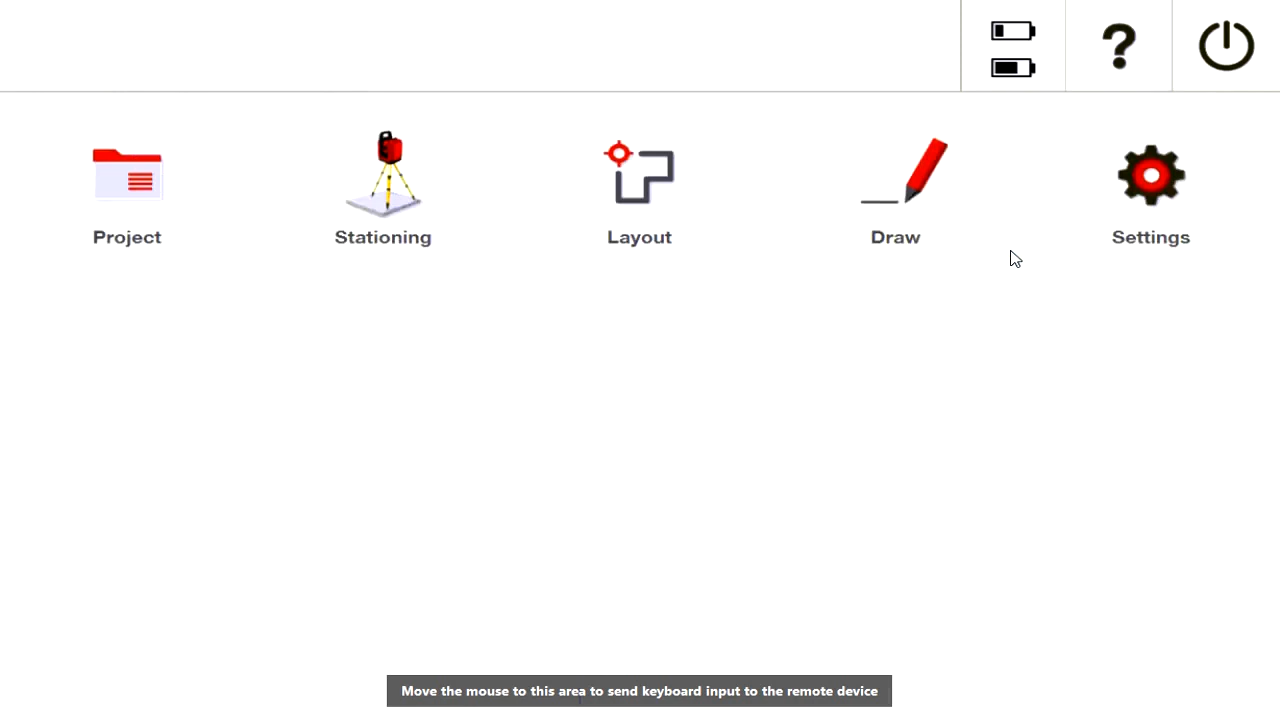 ?
Project
Stationing
Layout
Draw
Settings
Move the mouse to this area to send keyboard input to the remote device